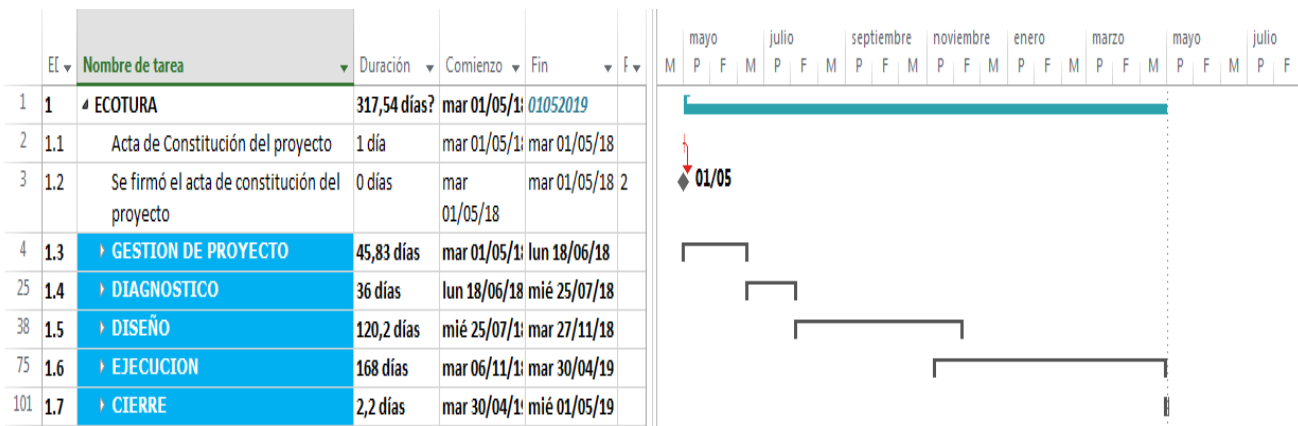 mayo julio septiembre noviembre enero marzo mayo julio
ED Nombre de tarea Duración Comienzo Fin M P F M P F M P F M P F M P F M P F M P F M P F
1 1 ECOTURA 317,54 días? mar 01/05/18 01052019
2 1.1 Acta de Constitución del proyecto 1 día mar 01/05/18 mar 01/05/18
3 1.2 Se firmó el acta de constitución del 0 días mar mar 01/05/18 2 01/05
proyecto 01/05/18
4 1.3 GESTION DE PROYECTO 45,83 días mar 01/05/18 lun 18/06/18
25 1.4 DIAGNOSTICO 36 días lun 18/06/18 mié 25/07/18
38 1.5 DISEÑO 120,2 días mié 25/07/18 mar 27/11/18
75 1.6 EJECUCION 168 días mar 06/11/18 mar 30/04/19
101 1.7 CIERRE 2,2 días mar 30/04/19 mié 01/05/19